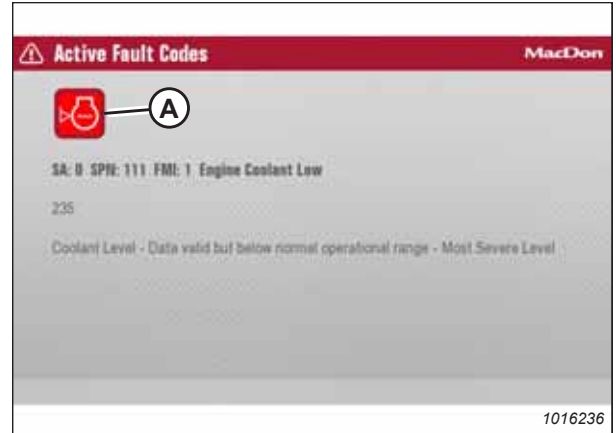 Active Fault Codes MacDon
A
SA: 0 SPN: 111 FMI: 1 Engine Coolant Low
235
Coolant Level - Data valid but below normal operational range - Most Severe Level
1016236